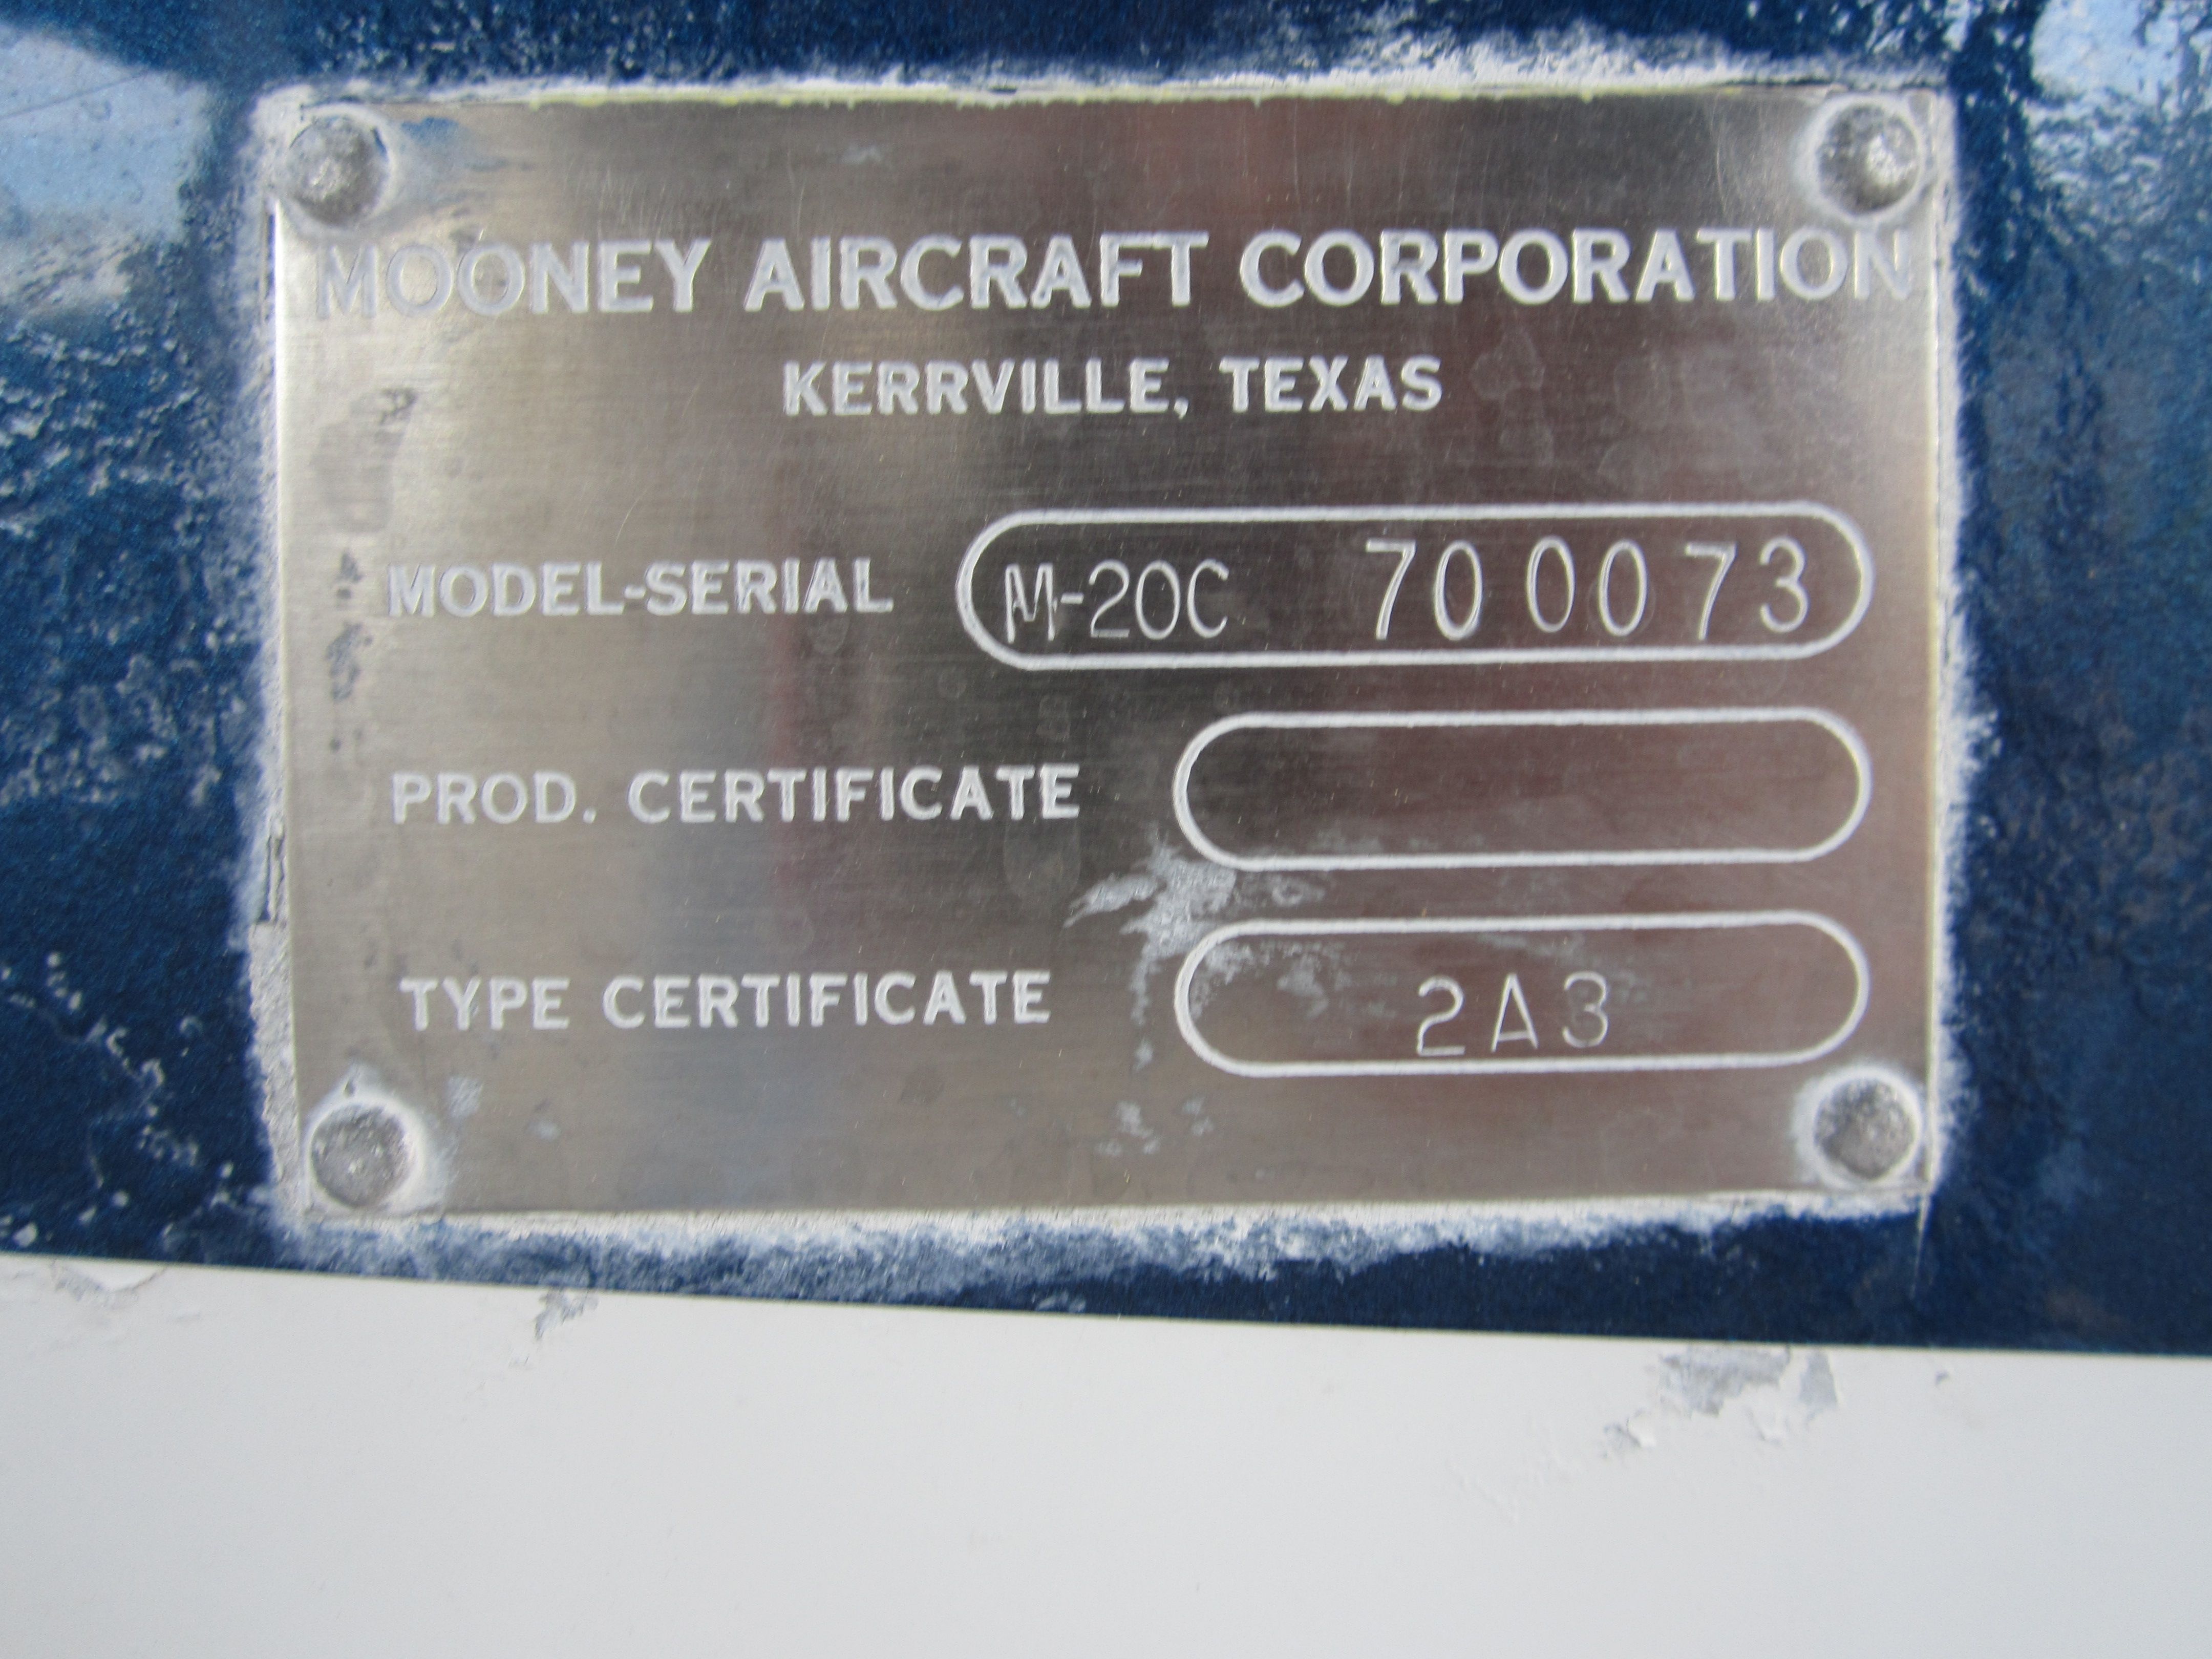 MOONEY AIRCRAFT CORPORATION
KERRVILLE, TEXAS
MODEL-SERIAL M-20C 700073
PROD. CERTIFICATE
TYPE CERTIFICATE 2A3